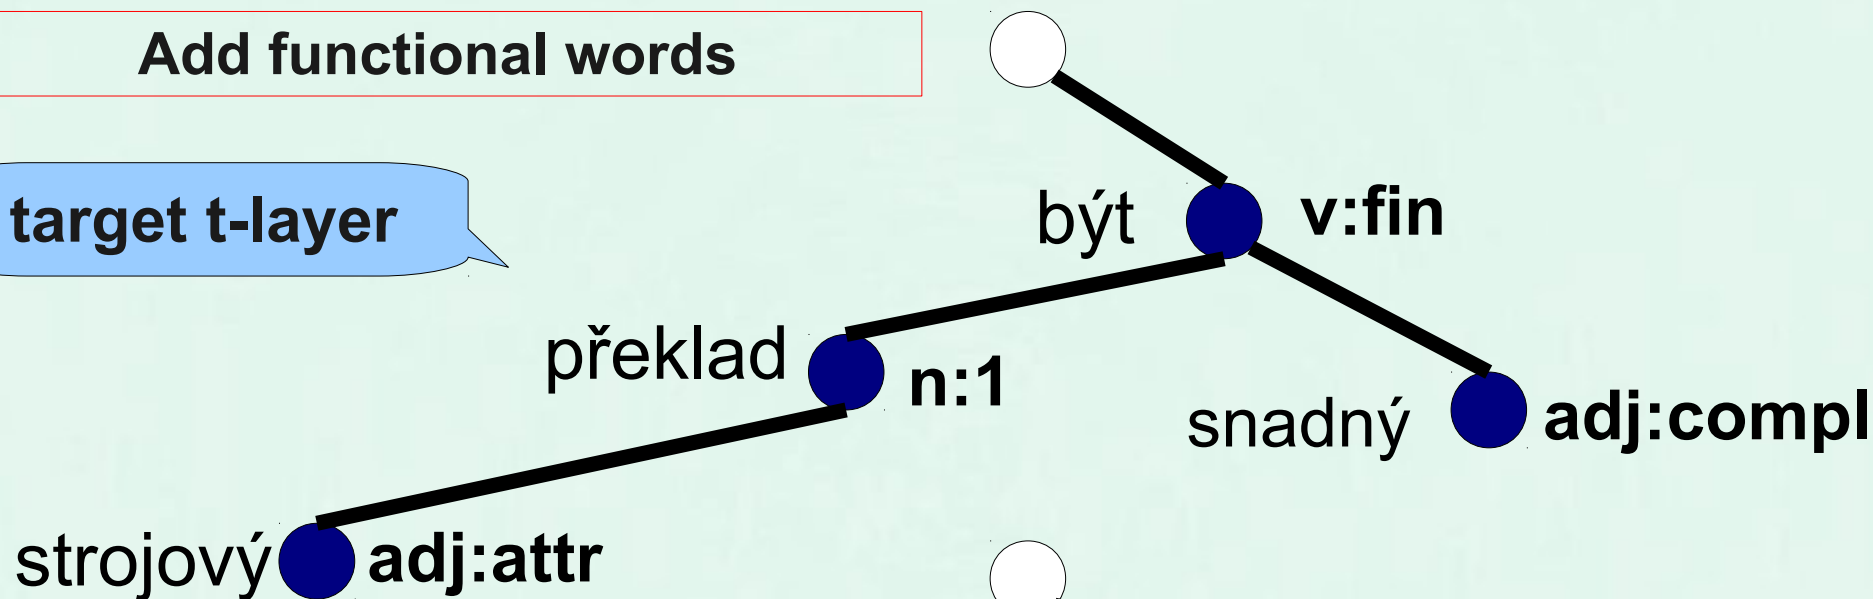 Add functional words
target t-layer
být v:fin
překlad n:1
snadný adj:compl
strojový adj:attr